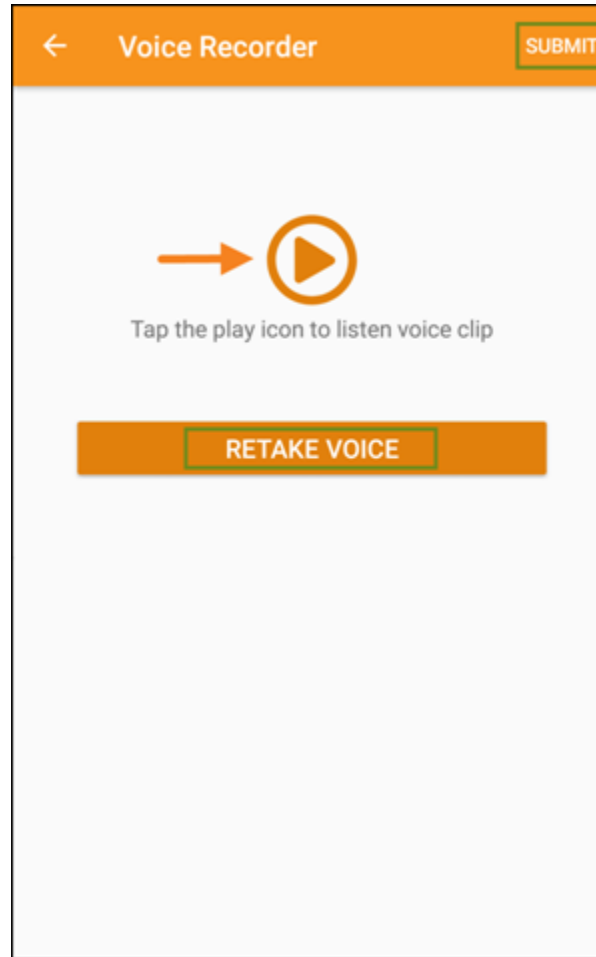 Voice Recorder SUBMIT
Tap the play icon to listen voice clip
RETAKE VOICE